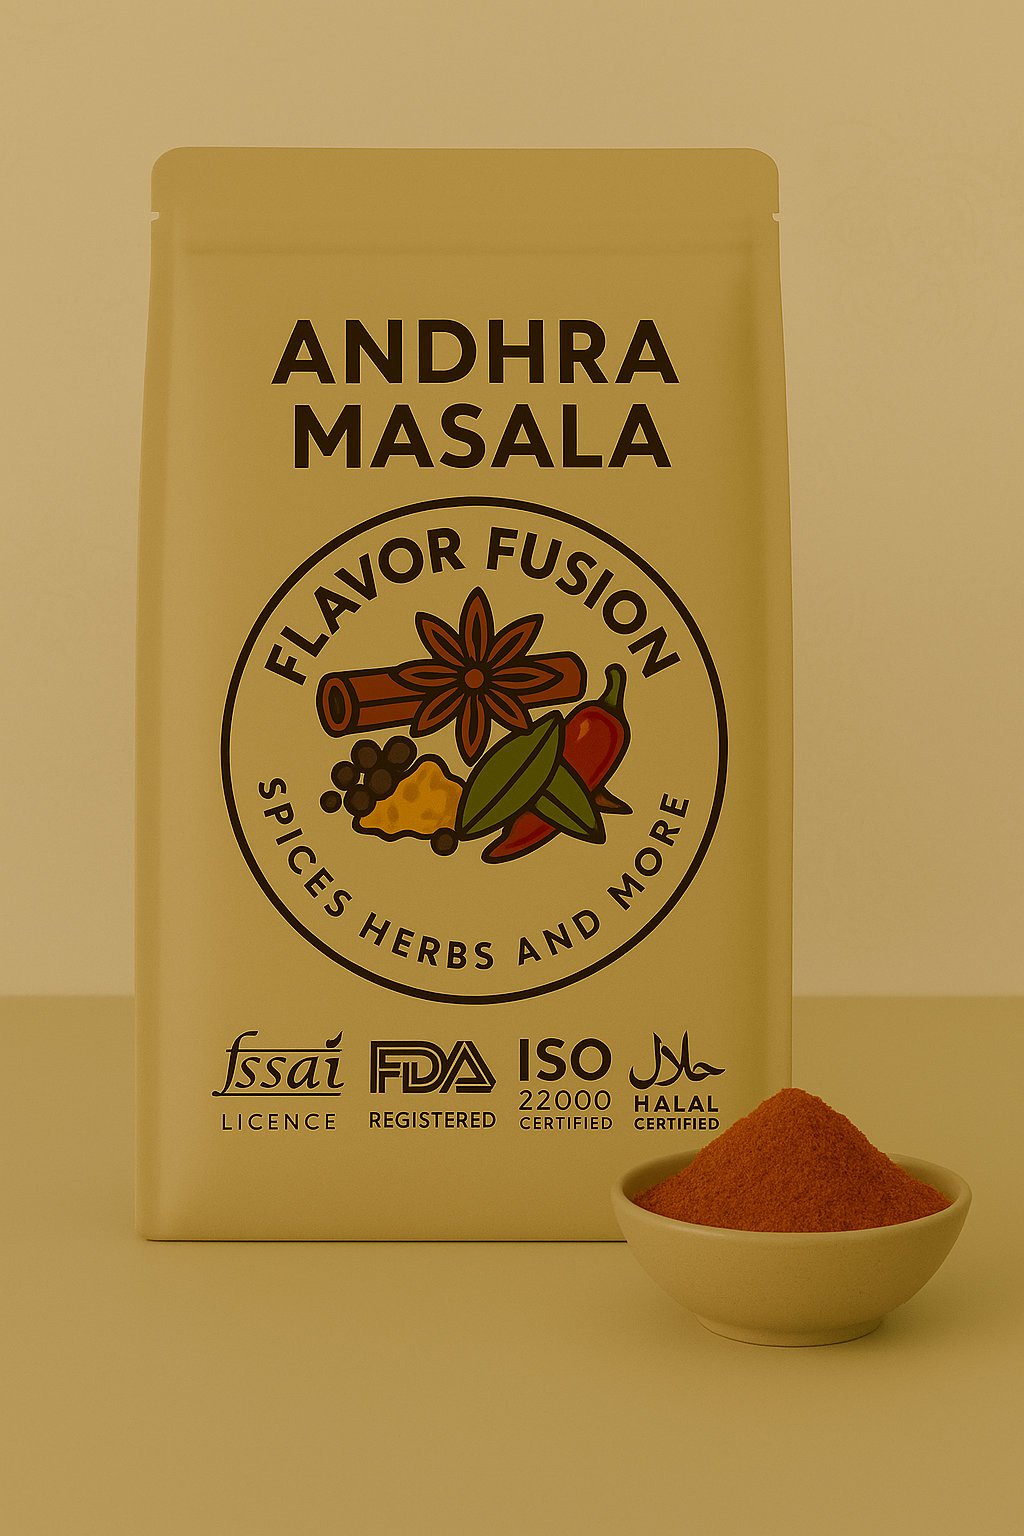 ANDHRA
MASALA
FLAVOR FUSION
SPICES HERBS AND MORE
fssai
LICENCE
FDA
REGISTERED
ISO
22000
CERTIFIED
حلال
HALAL
CERTIFIED